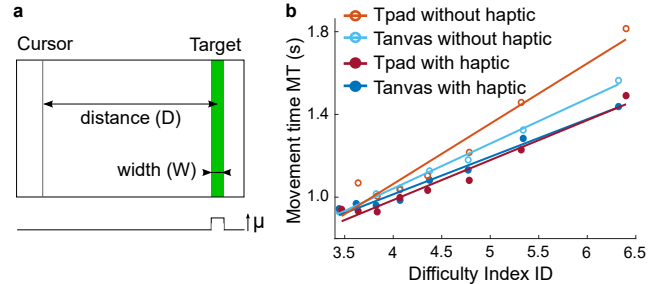 a
Cursor
Target
distance (D)
width (W)
μ
b
Tpad without haptic
Tanvas without haptic
Tpad with haptic
Tanvas with haptic
Movement time MT (s)
1.8
1.4
1.0
3.5 4 4.5 5 5.5 6 6.5
Difficulty Index ID